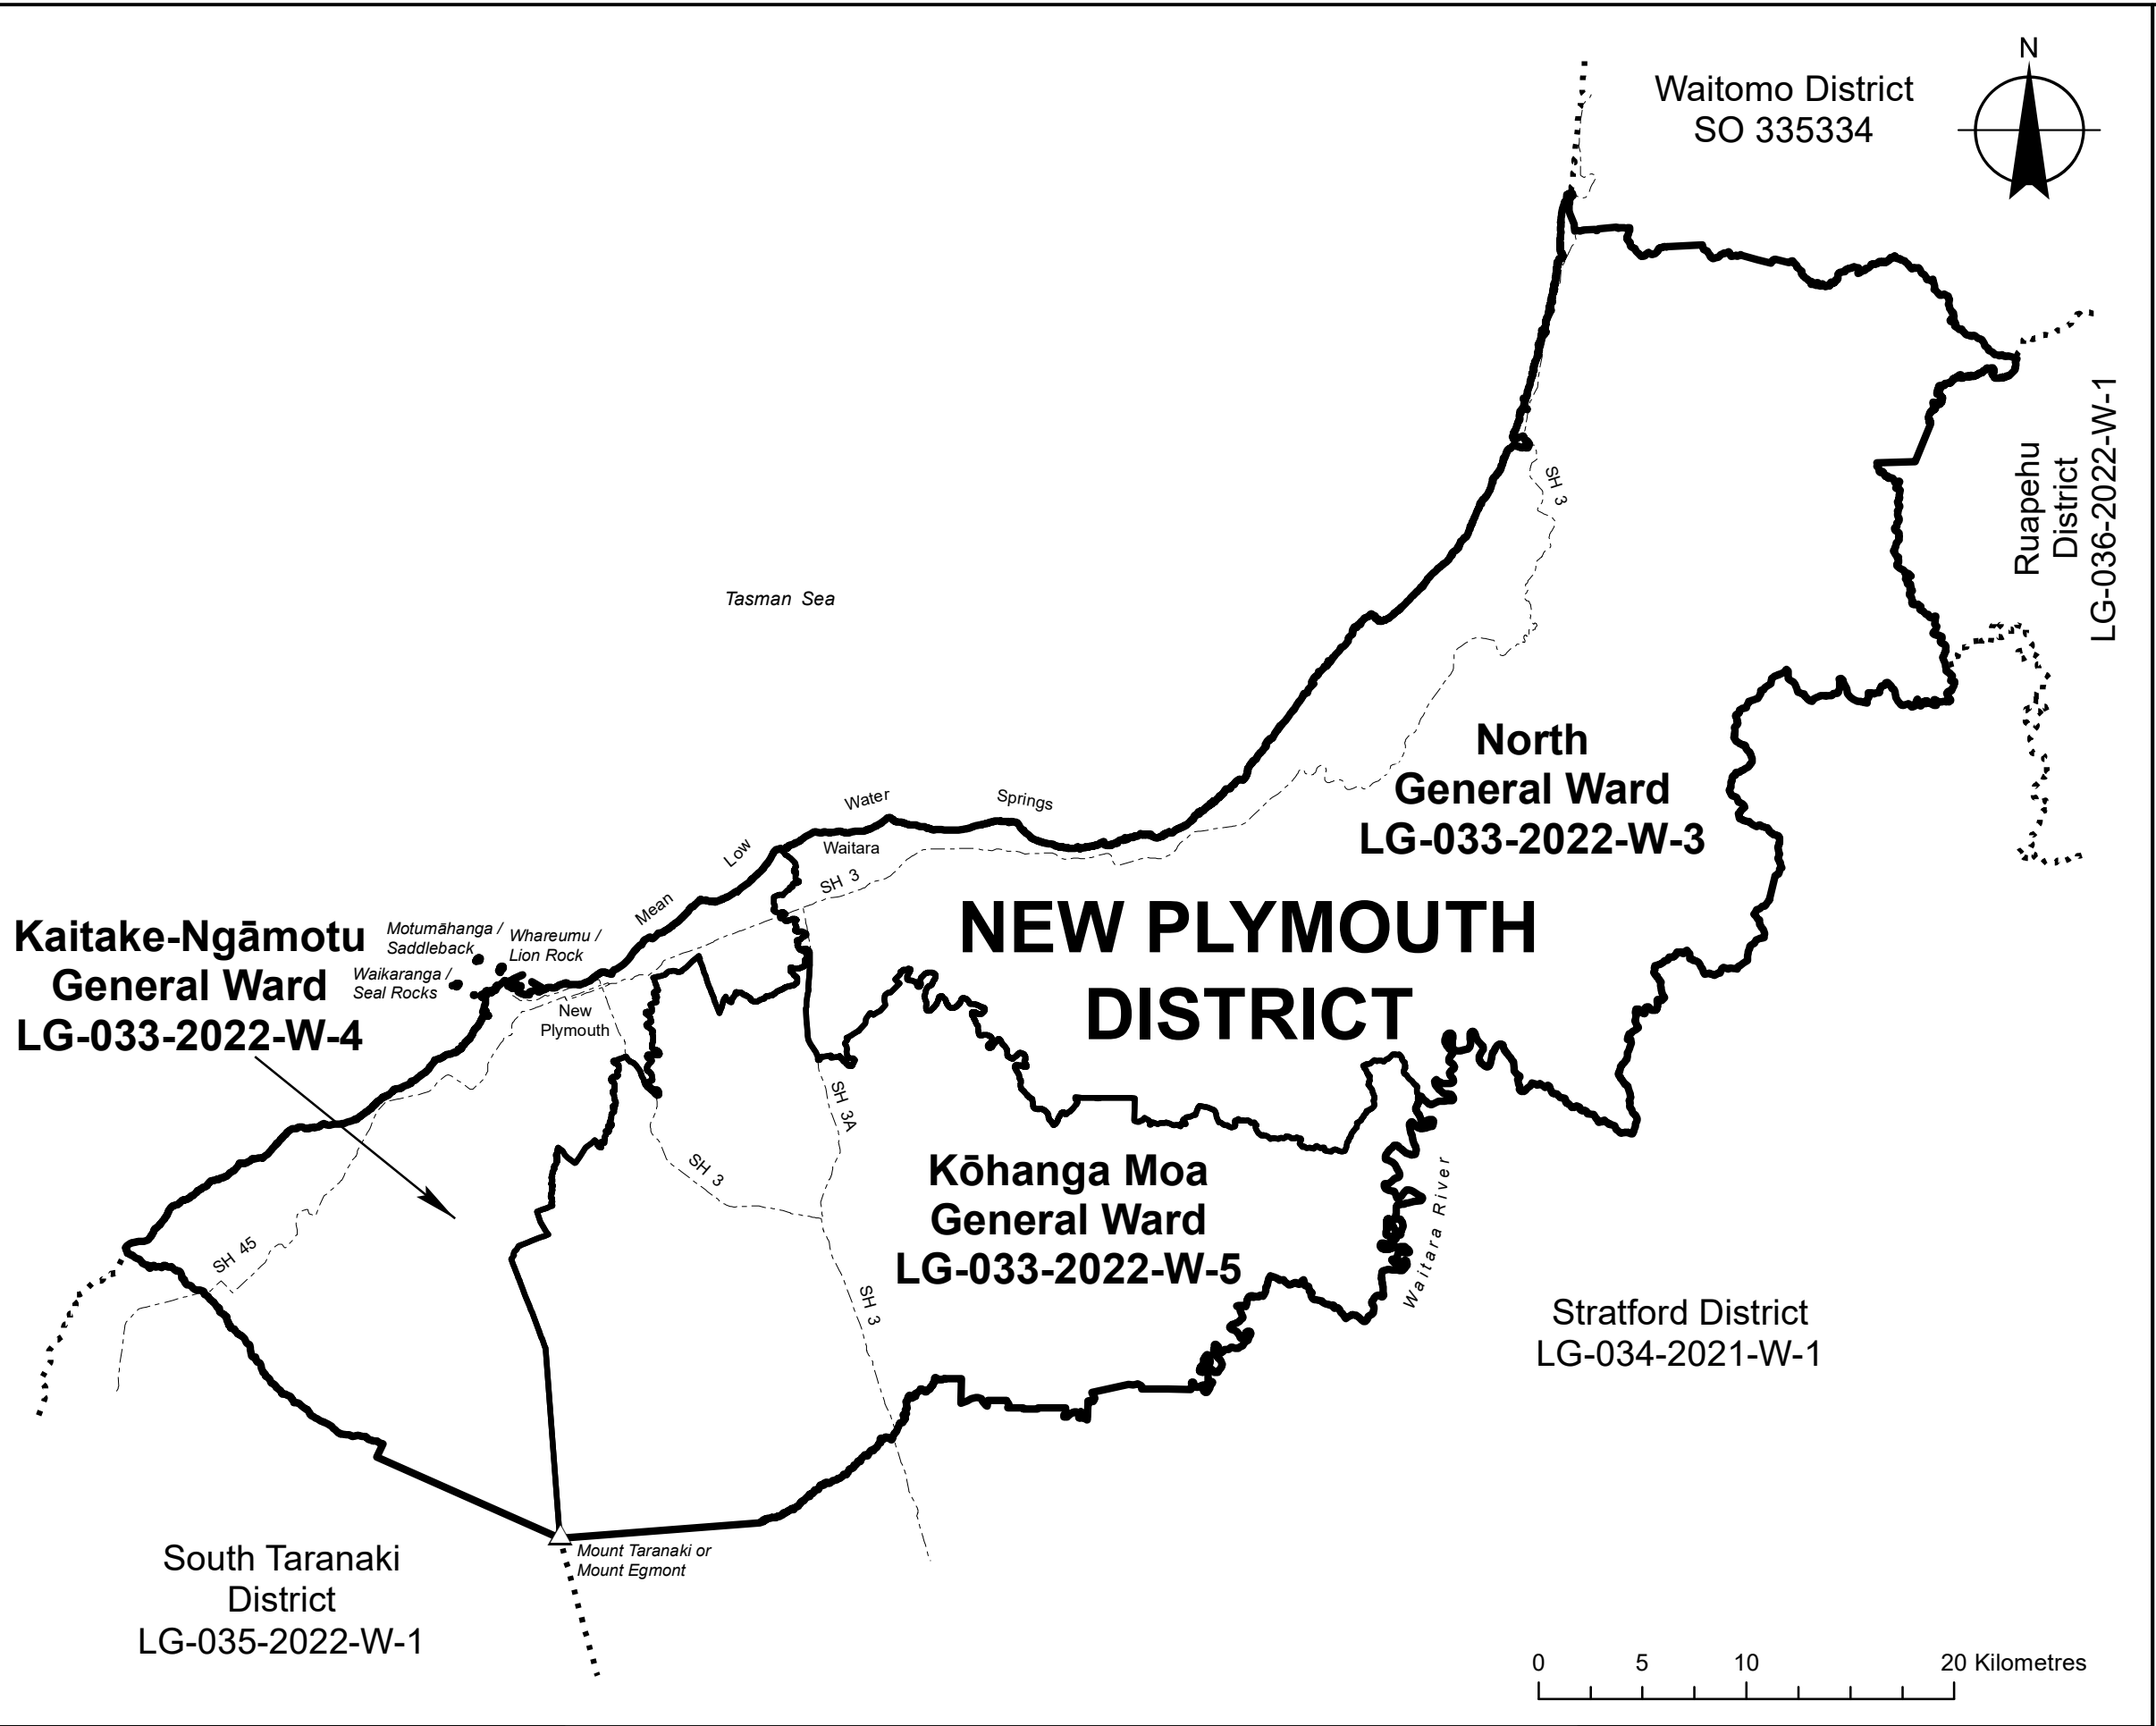 N
Waitomo District
SO 335334
Ruapehu
District
LG-036-2022-W-1
SH 3
Tasman Sea
North
General Ward
LG-033-2022-W-3
Mean
Low
Water
Springs
Waitara
SH 3
NEW PLYMOUTH
DISTRICT
Kaitake-Ngāmotu
General Ward
LG-033-2022-W-4
Motumāhanga /
Saddleback
Whareumu /
Lion Rock
Waikaranga /
Seal Rocks
New
Plymouth
SH 3A
SH 3
Kōhanga Moa
General Ward
LG-033-2022-W-5
Waitara River
SH 45
SH 3
Stratford District
LG-034-2021-W-1
Mount Taranaki or
Mount Egmont
South Taranaki
District
LG-035-2022-W-1
0 5 10 20 Kilometres